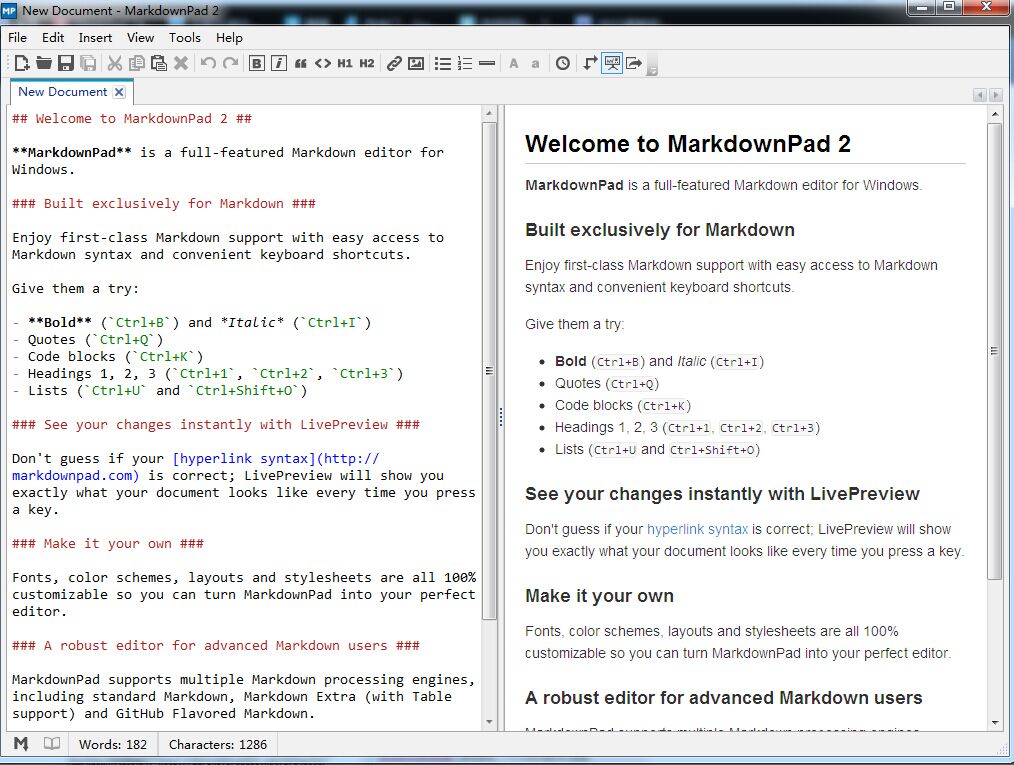 MP New Document - MarkdownPad 2
File Edit Insert View Tools Help
B i H1 H2 A a
New Document
## Welcome to MarkdownPad 2 ##
**MarkdownPad** is a full-featured Markdown editor for
Windows.
### Built exclusively for Markdown ###
Enjoy first-class Markdown support with easy access to
Markdown syntax and convenient keyboard shortcuts.
Give them a try:
- **Bold** (`Ctrl+B`) and *Italic* (`Ctrl+I`)
- Quotes (`Ctrl+Q`)
- Code blocks (`Ctrl+K`)
- Headings 1, 2, 3 (`Ctrl+1`, `Ctrl+2`, `Ctrl+3`)
- Lists (`Ctrl+U` and `Ctrl+Shift+O`)
### See your changes instantly with LivePreview ###
Don't guess if your [hyperlink syntax](http://
markdownpad.com) is correct; LivePreview will show you
exactly what your document looks like every time you press
a key.
### Make it your own ###
Fonts, color schemes, layouts and stylesheets are all 100%
customizable so you can turn MarkdownPad into your perfect
editor.
### A robust editor for advanced Markdown users ###
MarkdownPad supports multiple Markdown processing engines,
including standard Markdown, Markdown Extra (with Table
support) and GitHub Flavored Markdown.
Welcome to MarkdownPad 2
MarkdownPad is a full-featured Markdown editor for Windows.
Built exclusively for Markdown
Enjoy first-class Markdown support with easy access to Markdown
syntax and convenient keyboard shortcuts.
Give them a try:
• Bold (Ctrl+B) and Italic (Ctrl+I)
• Quotes (Ctrl+Q)
• Code blocks (Ctrl+K)
• Headings 1, 2, 3 (Ctrl+1, Ctrl+2, Ctrl+3)
• Lists (Ctrl+U and Ctrl+Shift+O)
See your changes instantly with LivePreview
Don't guess if your hyperlink syntax is correct; LivePreview will show
you exactly what your document looks like every time you press a key.
Make it your own
Fonts, color schemes, layouts and stylesheets are all 100%
customizable so you can turn MarkdownPad into your perfect editor.
A robust editor for advanced Markdown users
MarkdownPad supports multiple Markdown processing engines,
Words: 182 Characters: 1286